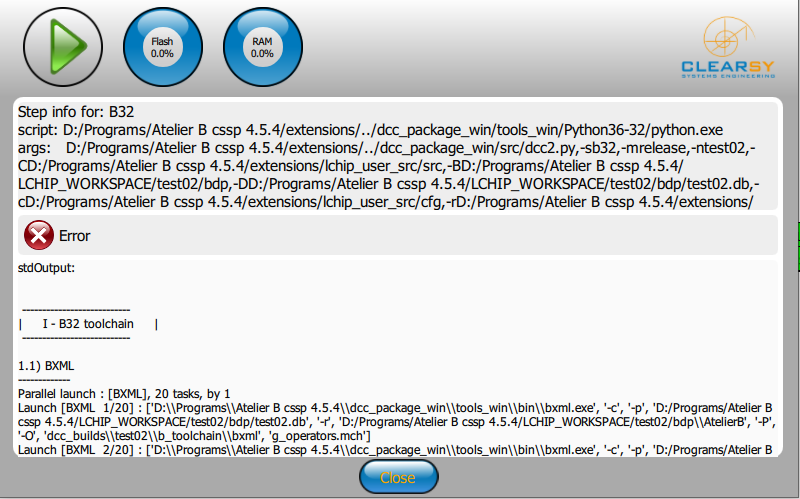 Flash
0.0%
RAM
0.0%
CLEARSY
SYSTEMS ENGINEERING
Step info for: B32
script: D:/Programs/Atelier B cssp 4.5.4/extensions/../dcc_package_win/tools_win/Python36-32/python.exe
args:   D:/Programs/Atelier B cssp 4.5.4/extensions/../dcc_package_win/src/dcc2.py,-sb32,-mrelease,-ntest02,-
CD:/Programs/Atelier B cssp 4.5.4/extensions/lchip_user_src/src,-BD:/Programs/Atelier B cssp 4.5.4/
LCHIP_WORKSPACE/test02/bdp,-DD:/Programs/Atelier B cssp 4.5.4/LCHIP_WORKSPACE/test02/bdp/test02.db,-
cD:/Programs/Atelier B cssp 4.5.4/extensions/lchip_user_src/cfg,-rD:/Programs/Atelier B cssp 4.5.4/extensions/
Error
stdOutput:
---------------------------
|      I - B32 toolchain      |
---------------------------
1.1) BXML
-------------
Parallel launch : [BXML], 20 tasks, by 1
Launch [BXML  1/20] : ['D:\\Programs\\Atelier B cssp 4.5.4\\dcc_package_win\\tools_win\\bin\\bxml.exe', '-c', '-p', 'D:/Programs/Atelier B
cssp 4.5.4/LCHIP_WORKSPACE/test02/bdp/test02.db', '-r', 'D:/Programs/Atelier B cssp 4.5.4/LCHIP_WORKSPACE/test02/bdp\\AtelierB', '-P',
'-O', 'dcc_builds\\test02\\b_toolchain\\bxml', 'g_operators.mch']
Launch [BXML  2/20] : ['D:\\Programs\\Atelier B cssp 4.5.4\\dcc_package_win\\tools_win\\bin\\bxml.exe', '-c', '-p', 'D:/Programs/Atelier B
Close